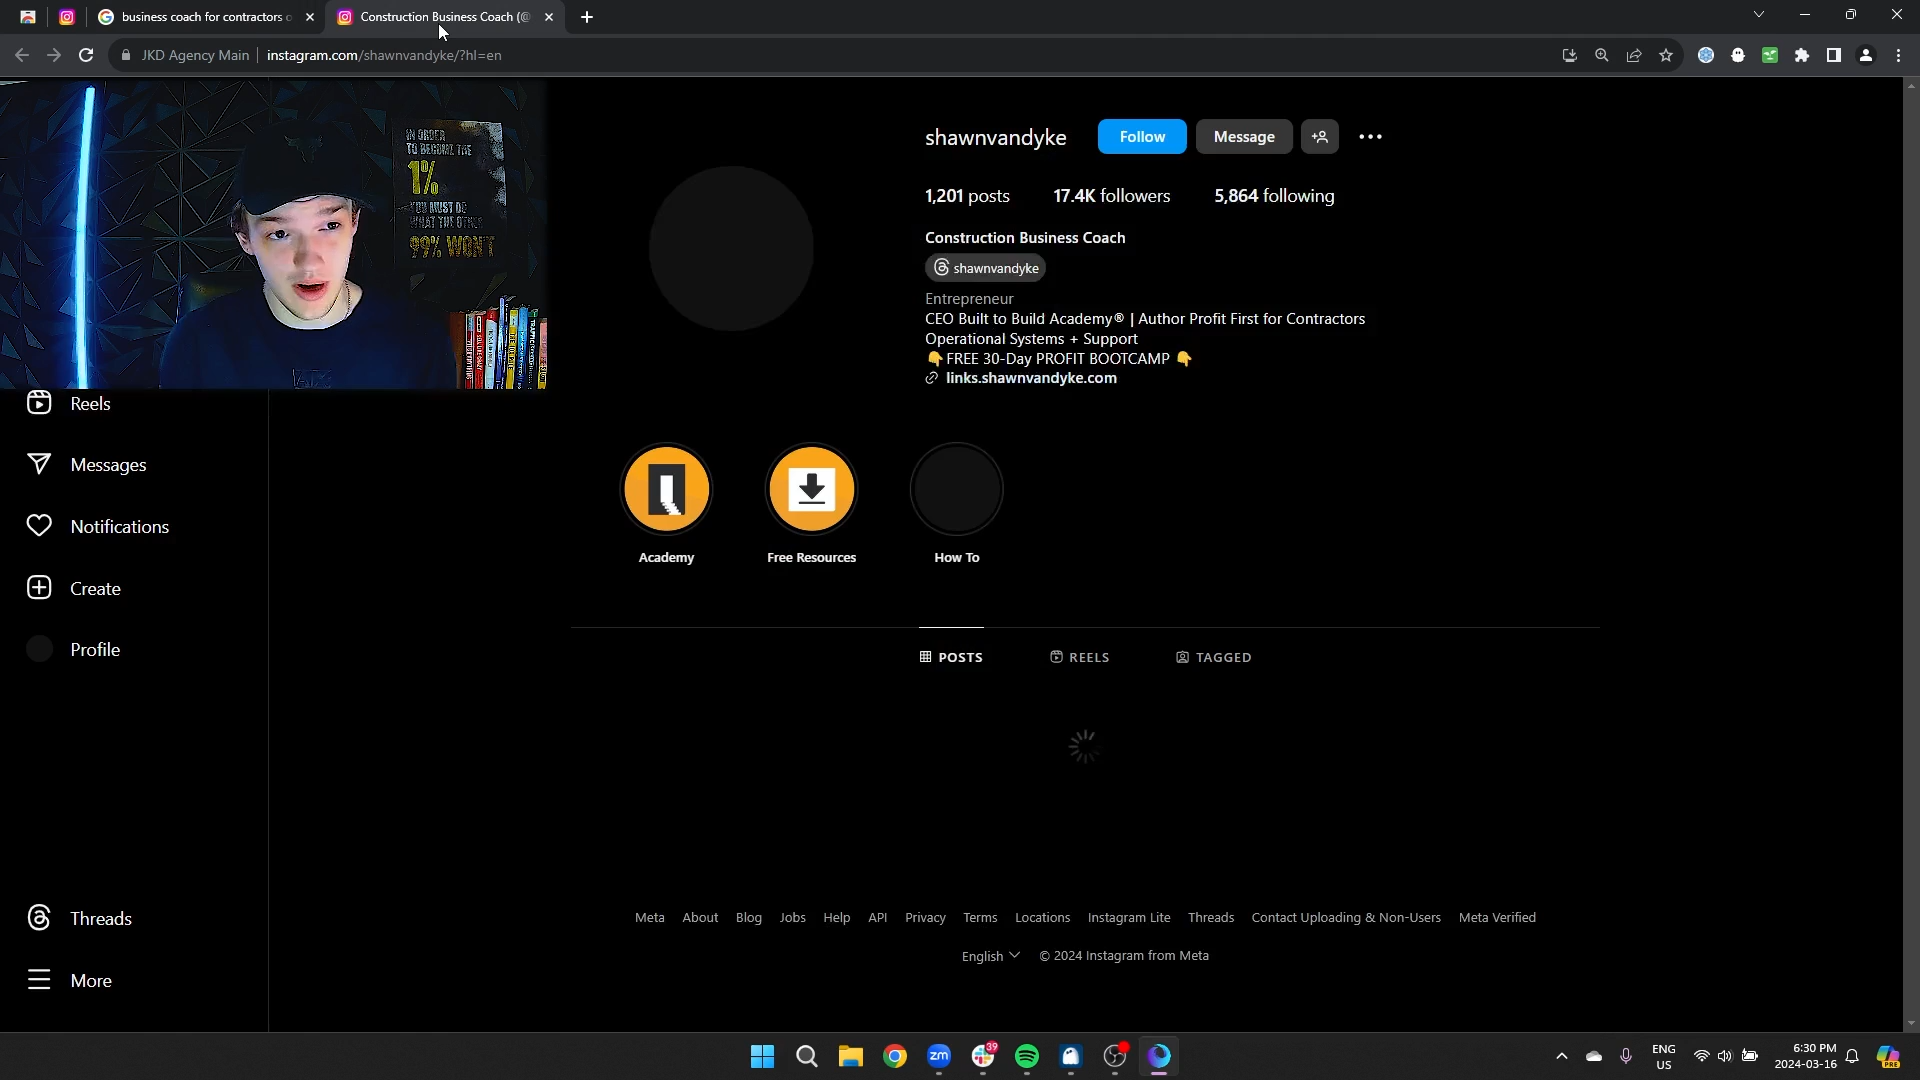 business coach for contractors
Construction Business Coach (@
JKD Agency Main
instagram.com/shawnvandyke/?hl=en
IN ORDER
TO BECOME THE
1%
YOU MUST DO
WHAT THE OTHER
99% WON'T
shawnvandyke
Follow
Message
1,201 posts
17.4K followers
5,864 following
Construction Business Coach
shawnvandyke
Entrepreneur
CEO Built to Build Academy® | Author Profit First for Contractors
Operational Systems + Support
👇 FREE 30-Day PROFIT BOOTCAMP 👇
links.shawnvandyke.com
Reels
Messages
Notifications
Create
Profile
Threads
More
Academy
Free Resources
How To
POSTS
REELS
TAGGED
Meta About Blog Jobs Help API Privacy Terms Locations Instagram Lite Threads Contact Uploading & Non-Users Meta Verified
English
© 2024 Instagram from Meta
zm
39
ENG
US
6:30 PM
2024-03-16
PRE